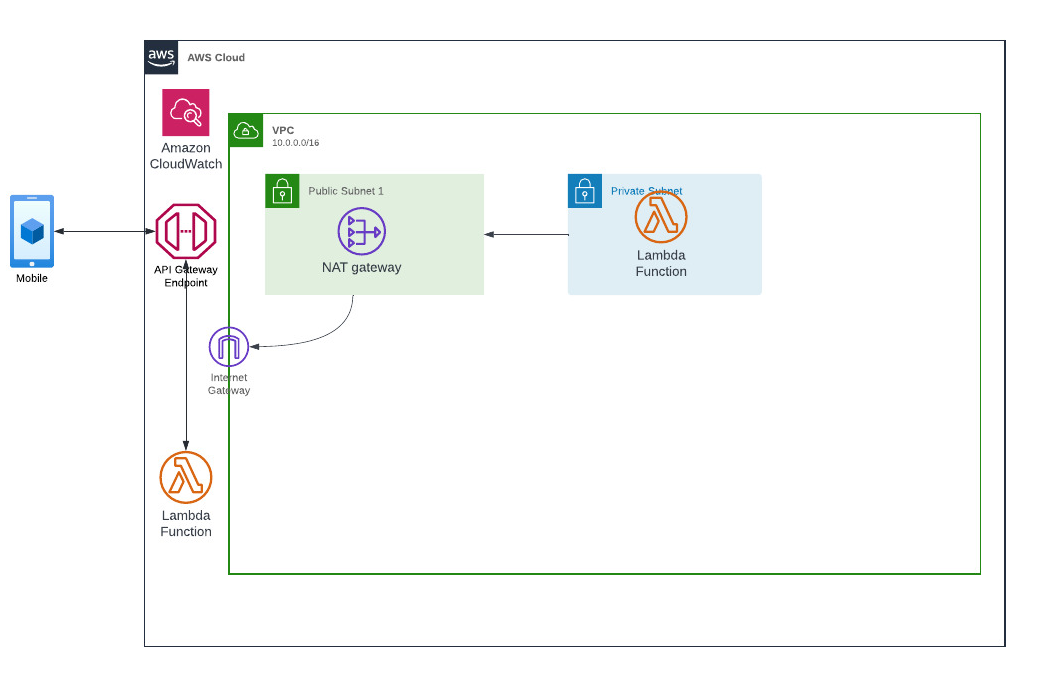 aws
AWS Cloud
Amazon
CloudWatch
VPC
10.0.0.0/16
Public Subnet 1
NAT gateway
Private Subnet
Lambda
Function
Mobile
API Gateway
Endpoint
Internet
Gateway
Lambda
Function